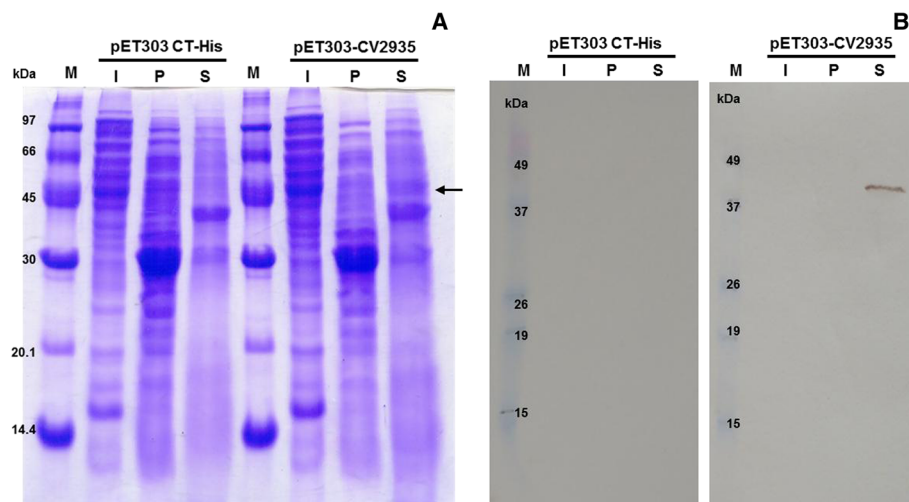 A
pET303 CT-His pET303-CV2935
kDa M I P S M I P S
97
66
45
30
20.1
14.4
B
pET303 CT-His pET303-CV2935
M I P S M I P S
kDa kDa
49 49
37 37
26 26
19 19
15 15